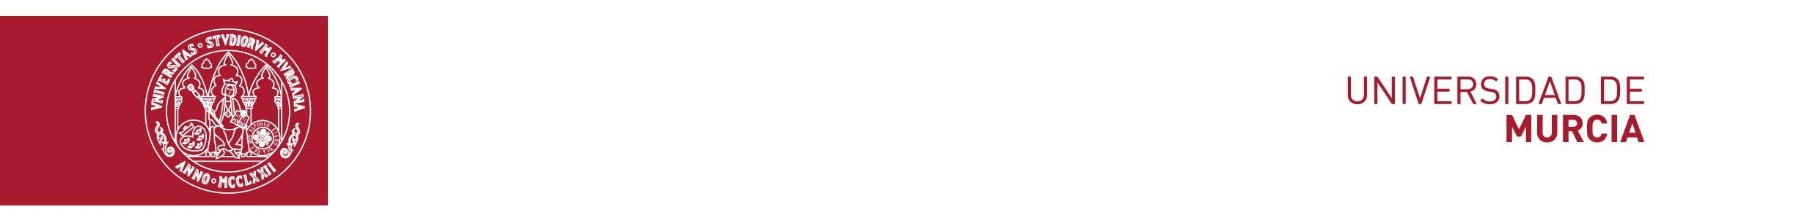 VNIVERSITAS · STVDIORVM · MVRCIANA
ANNO · MCCLXXII
UNIVERSIDAD DE
MURCIA